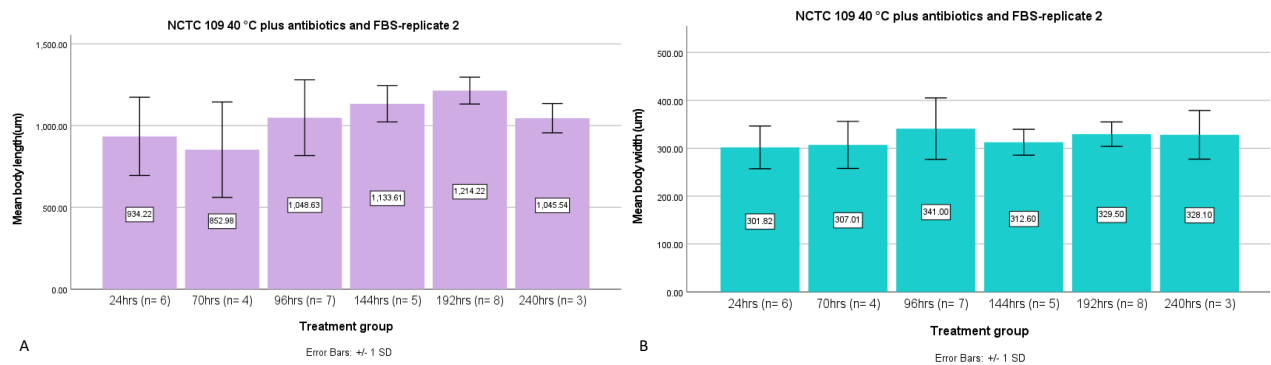 NCTC 109 40 °C plus antibiotics and FBS-replicate 2
Mean body length(um)
1,500.00
1,000.00
500.00
0.00
934.22
852.98
1,048.63
1,133.61
1,214.22
1,045.54
24hrs (n= 6) 70hrs (n= 4) 96hrs (n= 7) 144hrs (n= 5) 192hrs (n= 8) 240hrs (n= 3)
Treatment group
Error Bars: +/- 1 SD
A
NCTC 109 40 °C plus antibiotics and FBS-replicate 2
Mean body width (um)
500.00
400.00
300.00
200.00
100.00
0.00
301.82
307.01
341.00
312.60
329.50
328.10
24hrs (n= 6) 70hrs (n= 4) 96hrs (n= 7) 144hrs (n= 5) 192hrs (n= 8) 240hrs (n= 3)
Treatment group
Error Bars: +/- 1 SD
B